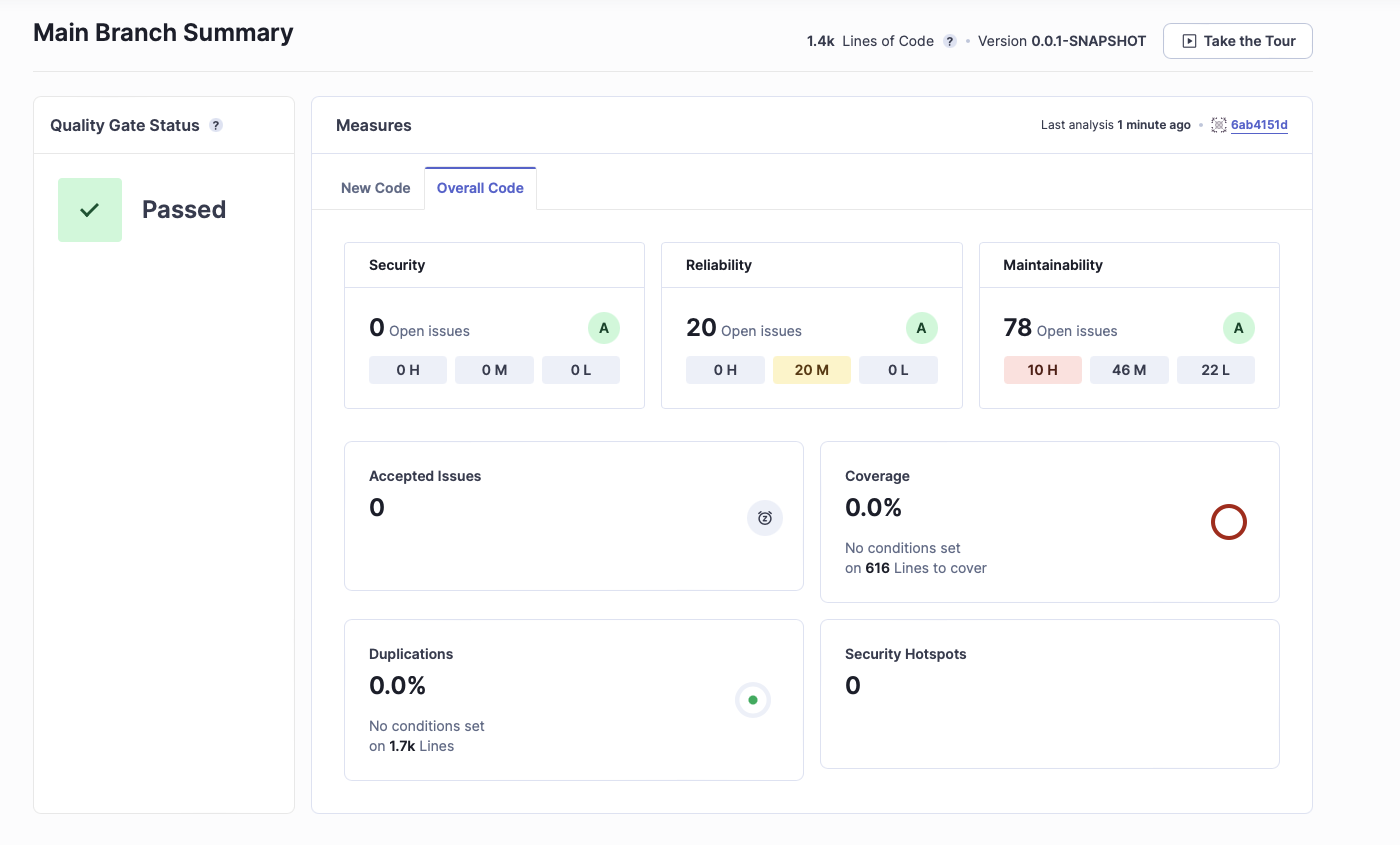 Main Branch Summary
1.4k Lines of Code ? • Version 0.0.1-SNAPSHOT Take the Tour
Quality Gate Status ?
Passed
Measures
Last analysis 1 minute ago • 6ab4151d
New Code Overall Code
Security
0 Open issues A
0 H 0 M 0 L
Reliability
20 Open issues A
0 H 20 M 0 L
Maintainability
78 Open issues A
10 H 46 M 22 L
Accepted Issues
0
z
Coverage
0.0%
No conditions set
on 616 Lines to cover
Duplications
0.0%
No conditions set
on 1.7k Lines
Security Hotspots
0